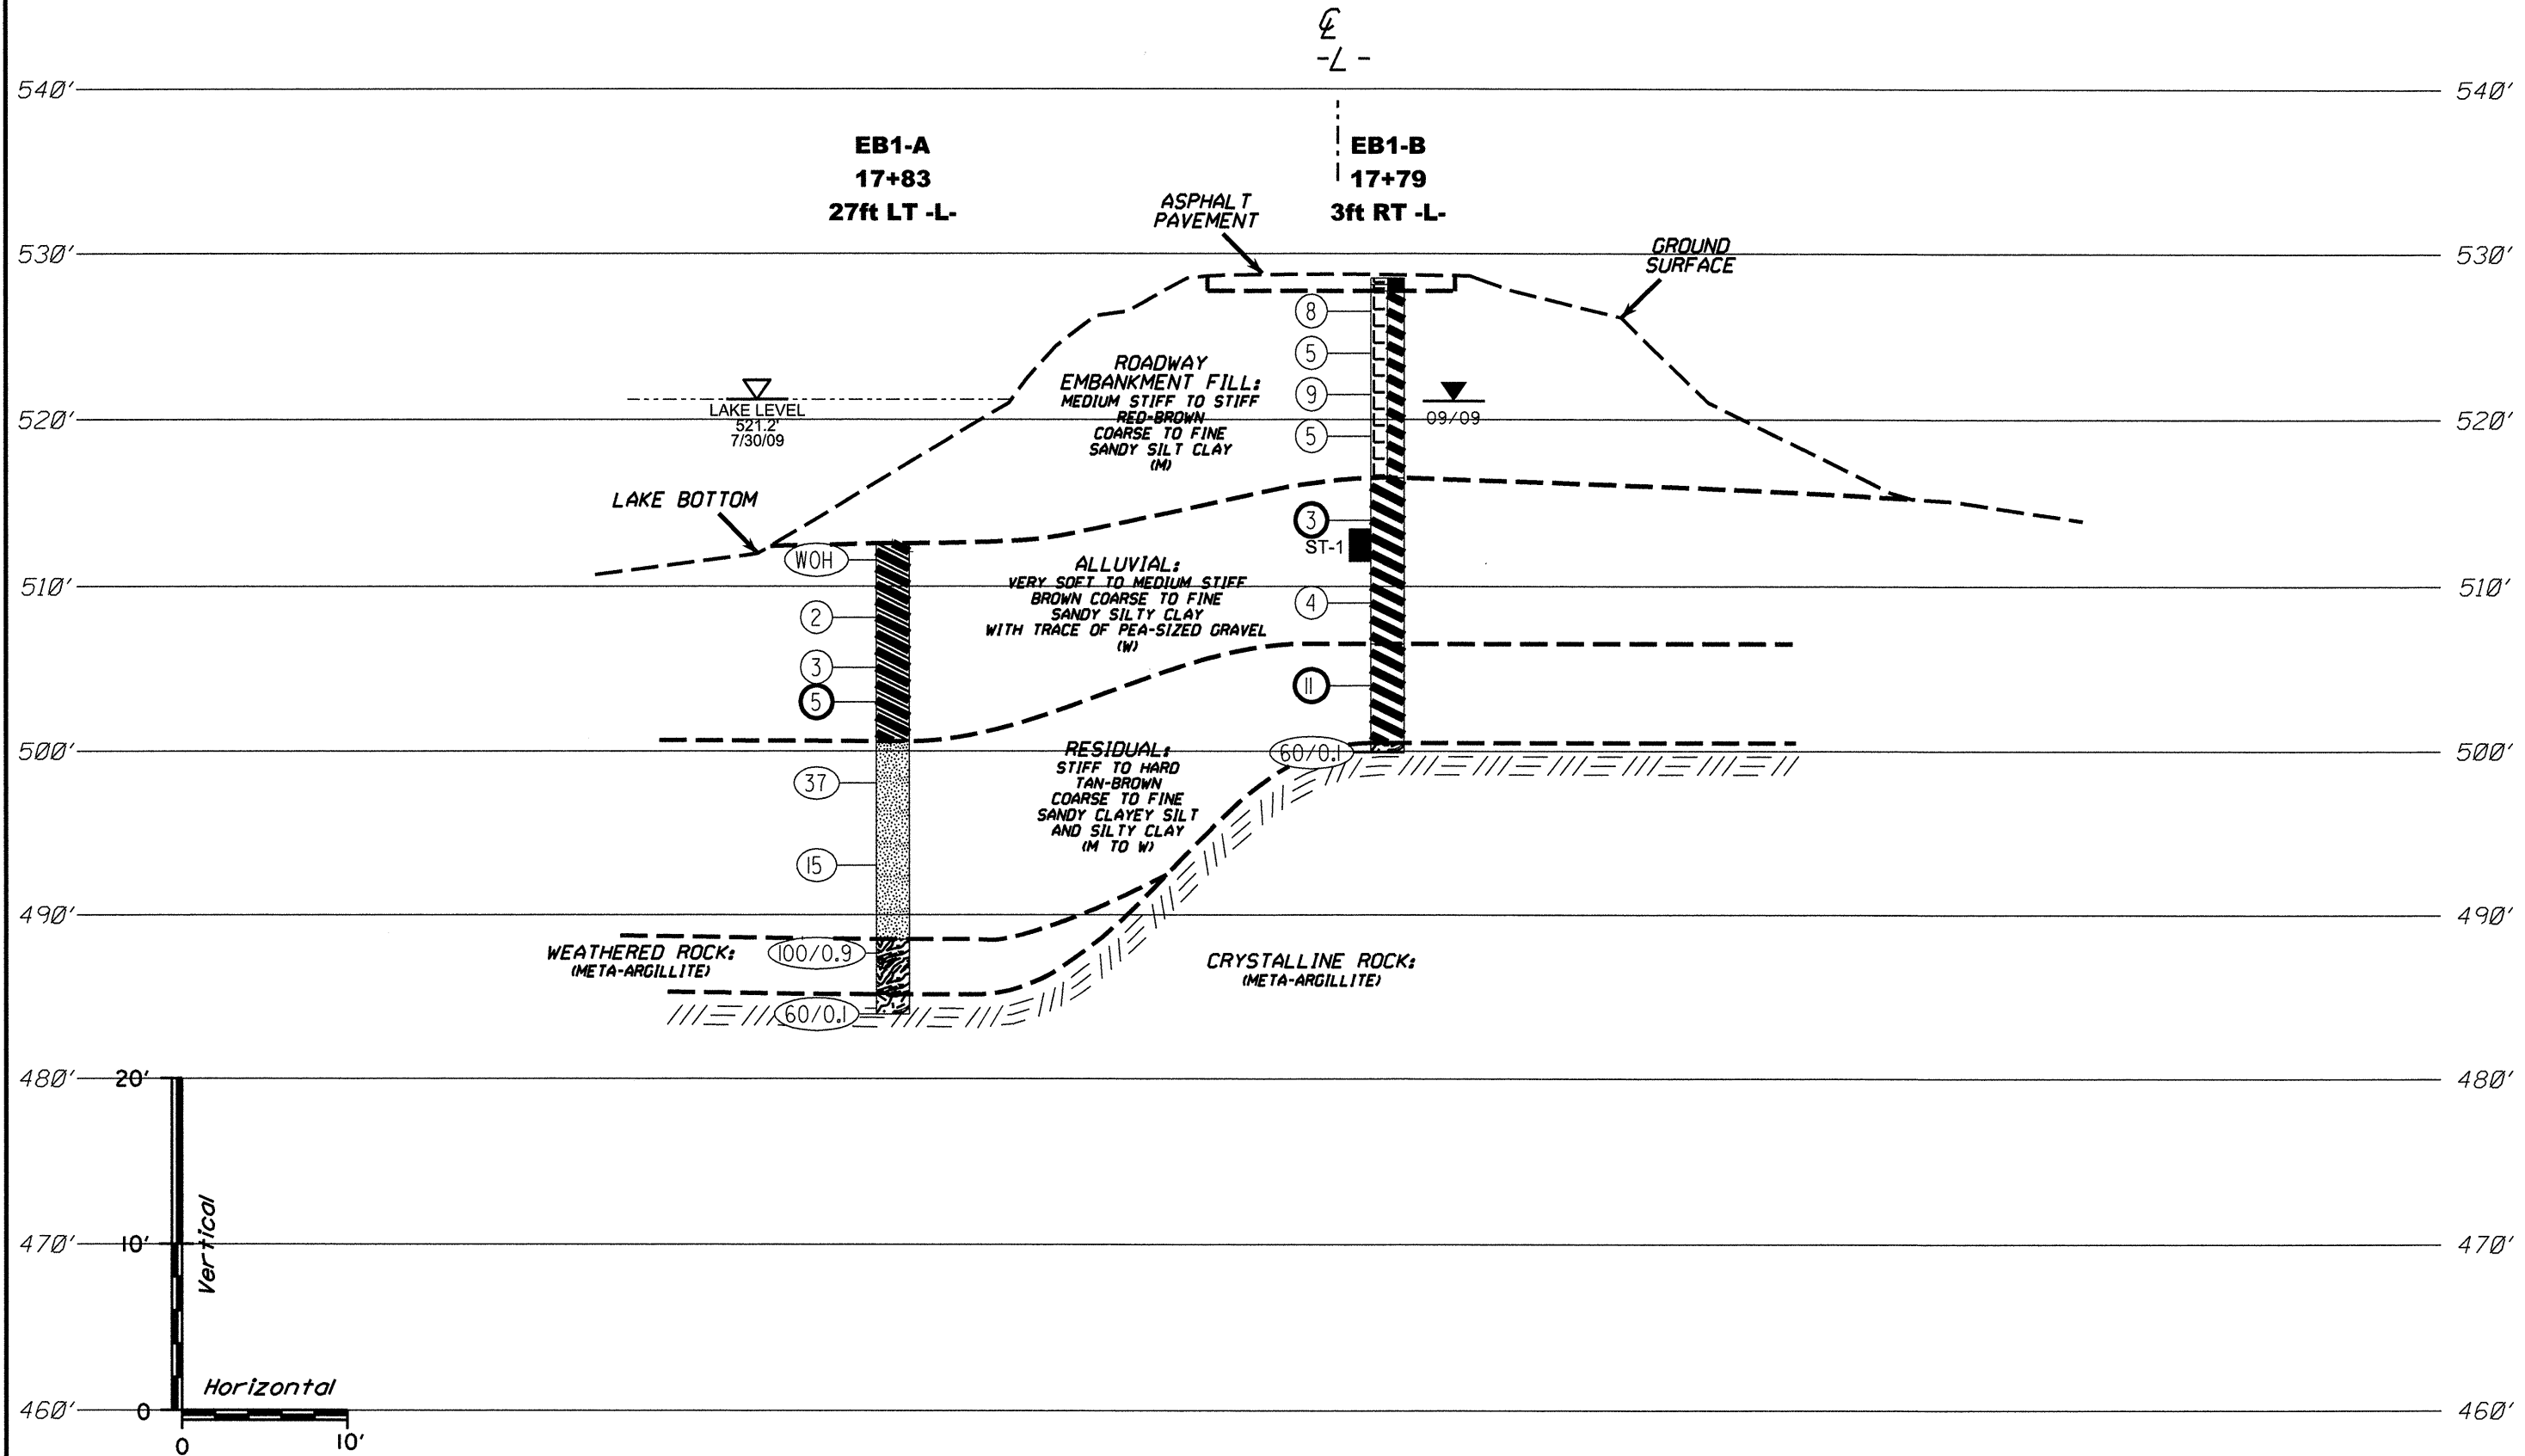 ℄
-L-
540'
540'
EB1-A
17+83
27ft LT -L-
EB1-B
17+79
3ft RT -L-
ASPHALT
PAVEMENT
530'
530'
GROUND
SURFACE
8
5
9
5
ROADWAY
EMBANKMENT FILL:
MEDIUM STIFF TO STIFF
RED-BROWN
COARSE TO FINE
SANDY SILT CLAY
(M)
LAKE LEVEL
521.2'
7/30/09
09/09
520'
520'
LAKE BOTTOM
3
ST-1
4
11
60/0.1
WOH
2
3
5
ALLUVIAL:
VERY SOFT TO MEDIUM STIFF
BROWN COARSE TO FINE
SANDY SILTY CLAY
WITH TRACE OF PEA-SIZED GRAVEL
(W)
510'
510'
500'
500'
RESIDUAL:
STIFF TO HARD
TAN-BROWN
COARSE TO FINE
SANDY CLAYEY SILT
AND SILTY CLAY
(M TO W)
37
15
490'
490'
WEATHERED ROCK:
(META-ARGILLITE)
100/0.9
60/0.1
CRYSTALLINE ROCK:
(META-ARGILLITE)
480'
480'
20'
470'
470'
10'
Vertical
Horizontal
460'
460'
0
0
10'